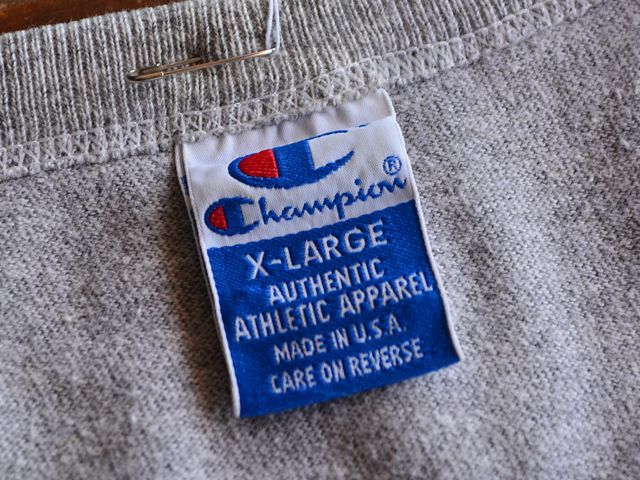 Champion®
X-LARGE
AUTHENTIC
ATHLETIC APPAREL
MADE IN U.S.A.
CARE ON REVERSE